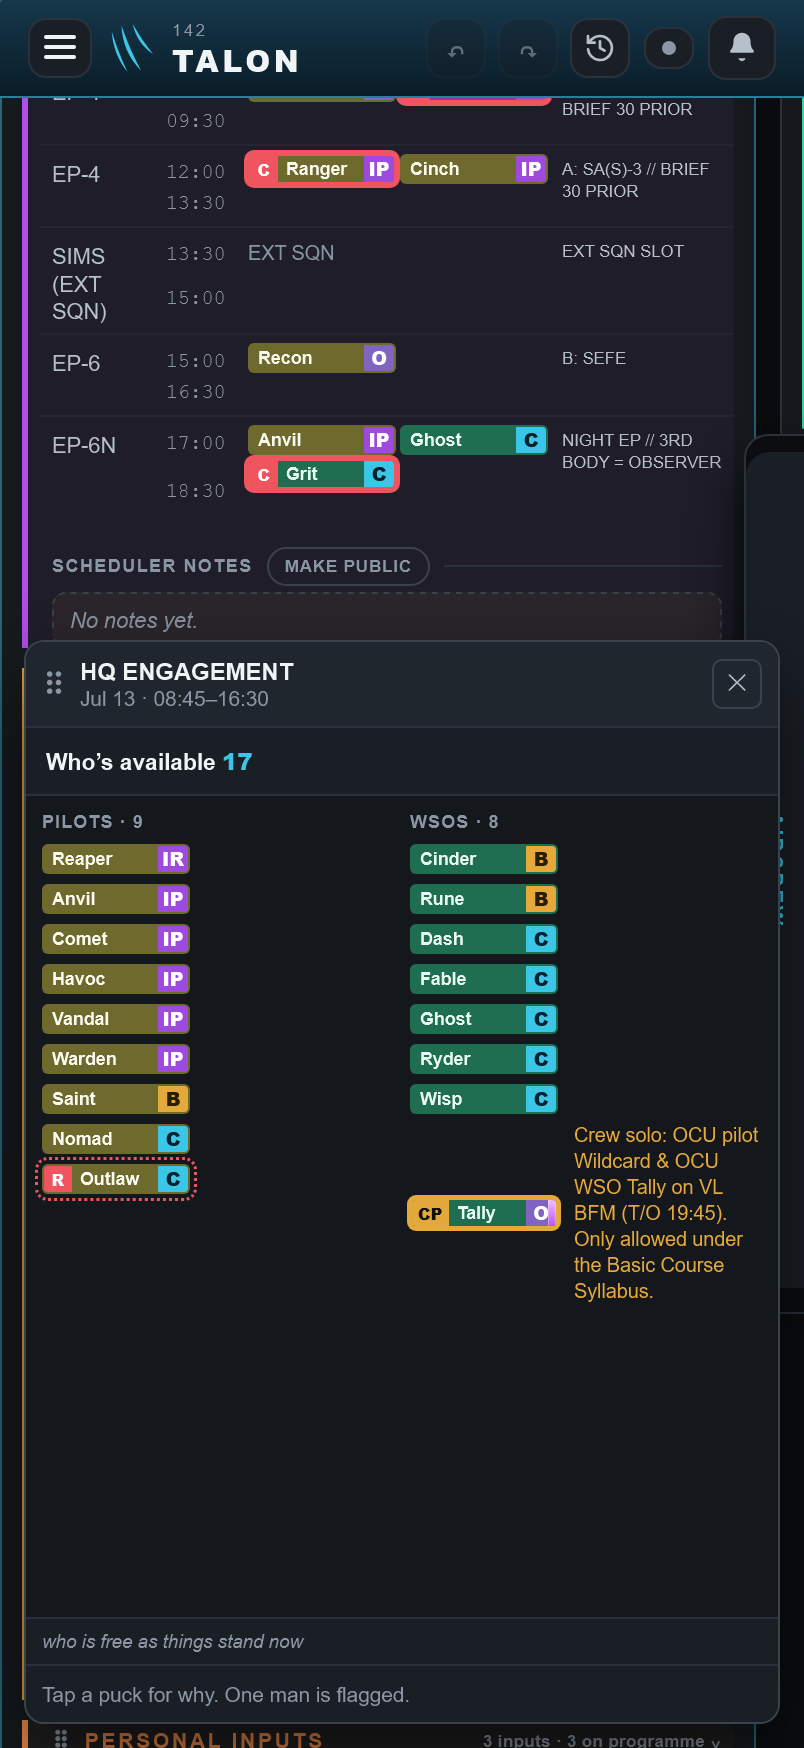 142
TALON
09:30
BRIEF 30 PRIOR
EP-4
12:00
C Ranger IP
Cinch IP
A: SA(S)-3 // BRIEF
13:30
30 PRIOR
SIMS
(EXT
SQN)
13:30
EXT SQN
EXT SQN SLOT
15:00
EP-6
15:00
Recon O
B: SEFE
16:30
EP-6N
17:00
Anvil IP
Ghost C
NIGHT EP // 3RD
BODY = OBSERVER
C Grit C
18:30
SCHEDULER NOTES
MAKE PUBLIC
No notes yet.
HQ ENGAGEMENT
Jul 13 · 08:45–16:30
Who’s available 17
PILOTS · 9
Reaper IR
Anvil IP
Comet IP
Havoc IP
Vandal IP
Warden IP
Saint B
Nomad C
R Outlaw C
WSOS · 8
Cinder B
Rune B
Dash C
Fable C
Ghost C
Ryder C
Wisp C
CP Tally O
Crew solo: OCU pilot
Wildcard & OCU
WSO Tally on VL
BFM (T/O 19:45).
Only allowed under
the Basic Course
Syllabus.
who is free as things stand now
Tap a puck for why. One man is flagged.
PERSONAL INPUTS
3 inputs · 3 on programme